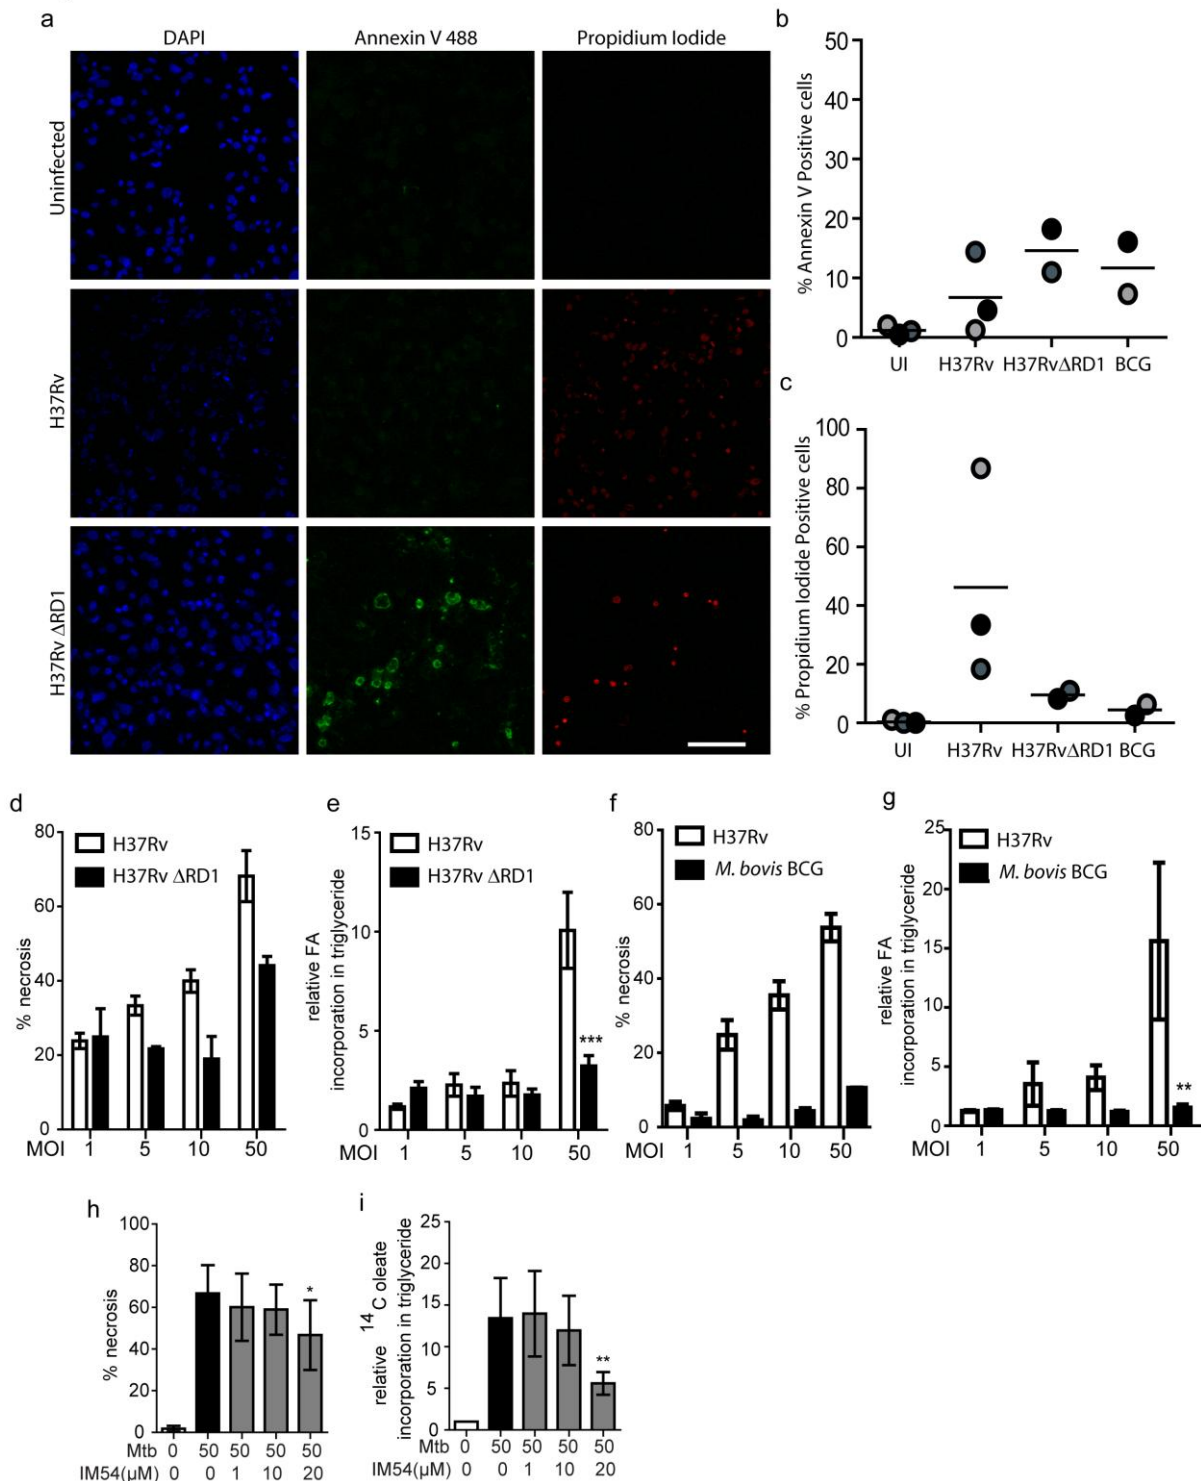 a
DAPI
Annexin V 488
Propidium Iodide
Uninfected
H37Rv
H37Rv ΔRD1
b
% Annexin V Positive cells
50
40
30
20
10
0
UI H37Rv H37RvΔRD1 BCG
c
% Propidium Iodide Positive cells
100
80
60
40
20
0
UI H37Rv H37RvΔRD1 BCG
d
% necrosis
80
60
40
20
0
H37Rv
H37Rv ΔRD1
MOI 1 5 10 50
e
relative FA
incorporation in triglyceride
15
10
5
0
H37Rv
H37Rv ΔRD1
***
MOI 1 5 10 50
f
% necrosis
80
60
40
20
0
H37Rv
M. bovis BCG
MOI 1 5 10 50
g
relative FA
incorporation in triglyceride
25
20
15
10
5
0
H37Rv
M. bovis BCG
**
MOI 1 5 10 50
h
% necrosis
100
80
60
40
20
0
*
Mtb 0 50 50 50 50
IM54(μM) 0 0 1 10 20
i
relative ¹⁴C oleate
incorporation in triglyceride
25
20
15
10
5
0
**
Mtb 0 50 50 50 50
IM54(μM) 0 0 1 10 20